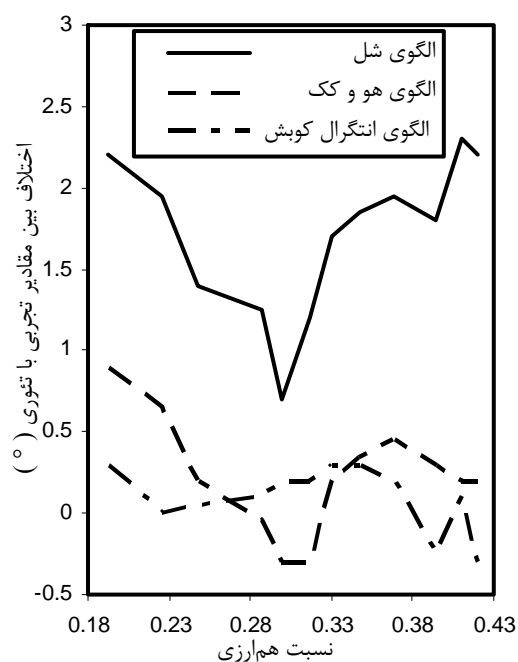 3
2.5
2
1.5
1
0.5
0
-0.5
0.18 0.23 0.28 0.33 0.38 0.43
الگوی شل
الگوی هو و کک
الگوی انتگرال کوبش
اختلاف بین مقادیر تجربی با تئوری ( ° )
نسبت هم‌ارزی